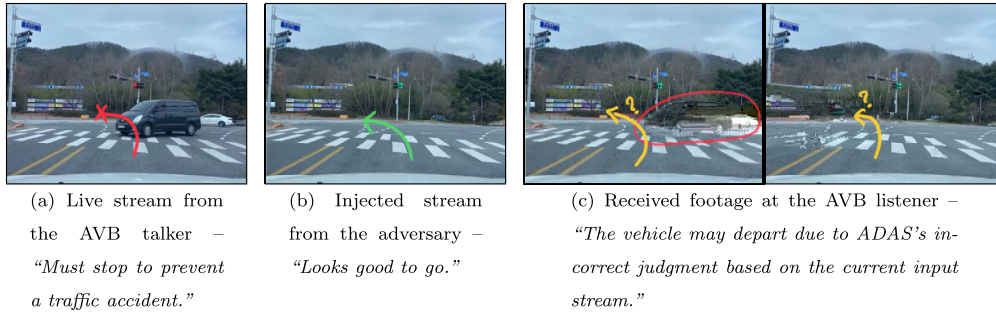 (a) Live stream from
the AVB talker –
“Must stop to prevent
a traffic accident.”
(b) Injected stream
from the adversary –
“Looks good to go.”
?
?
(c) Received footage at the AVB listener –
“The vehicle may depart due to ADAS’s in-
correct judgment based on the current input
stream.”